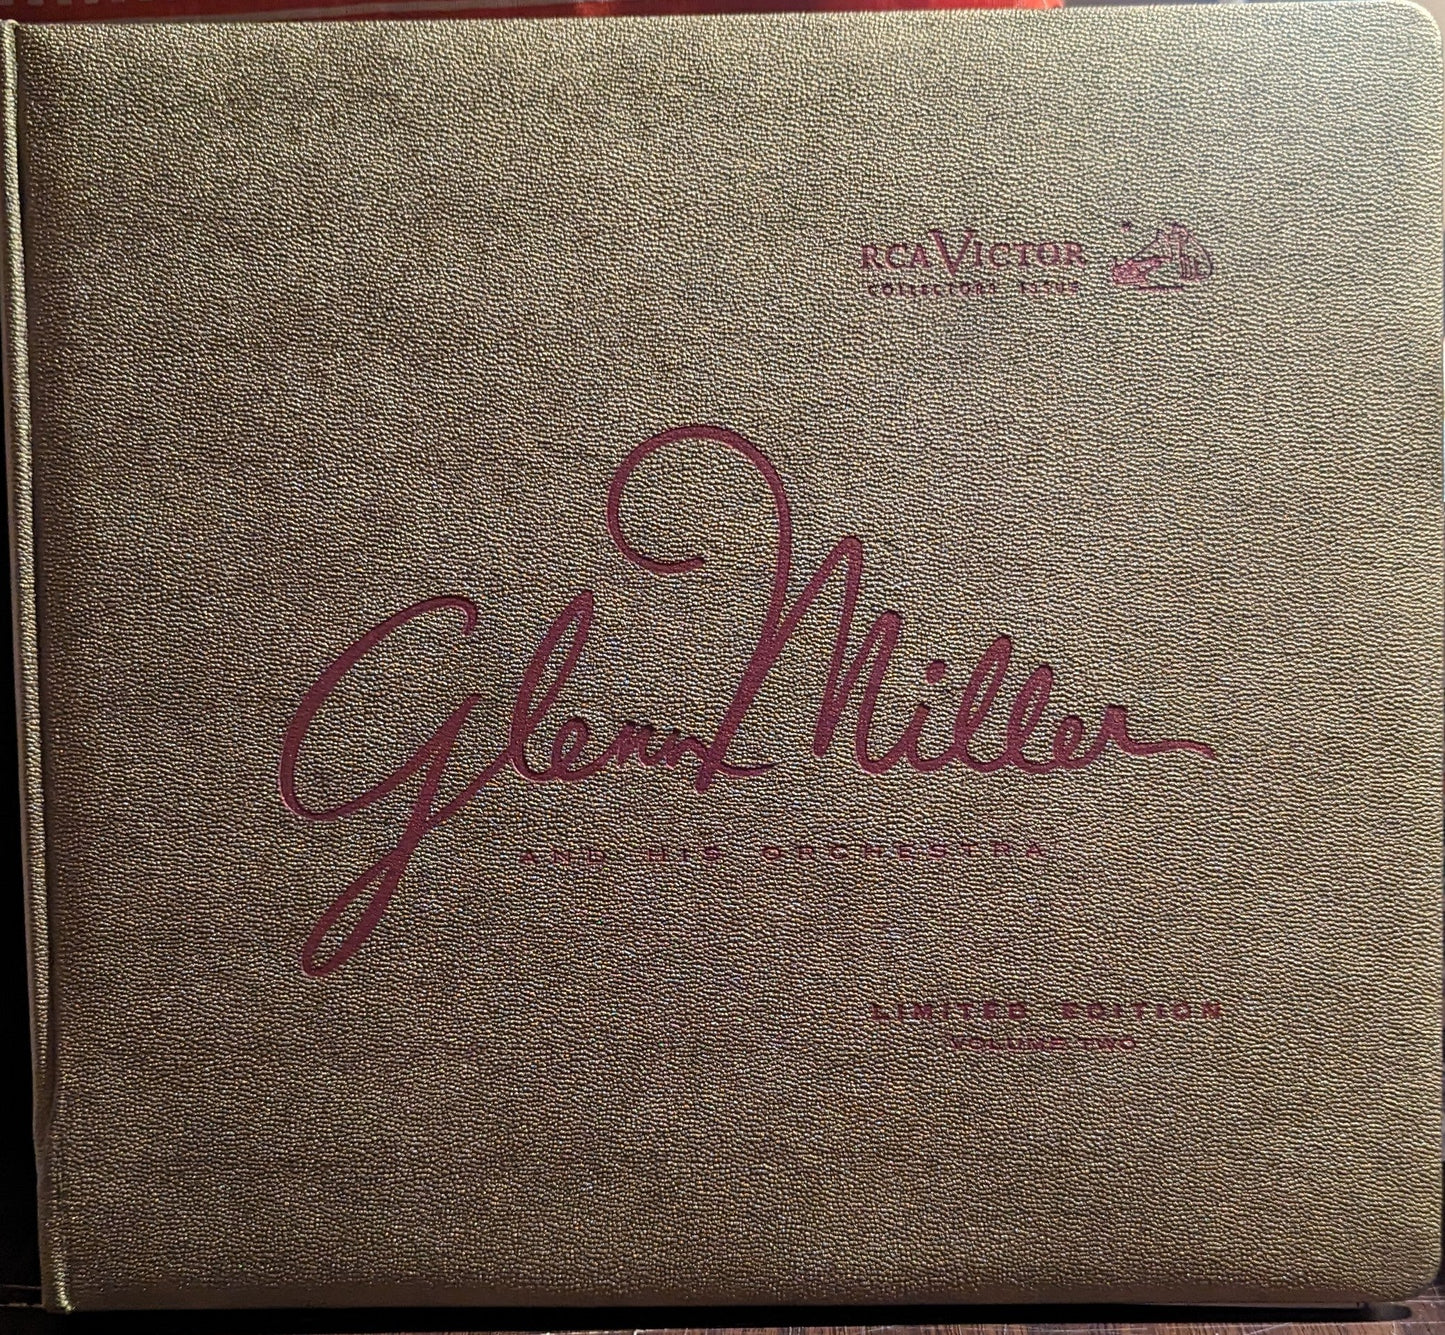 RCA VICTOR
COLLECTORS ISSUE
Glenn Miller
AND HIS ORCHESTRA
LIMITED EDITION
VOLUME TWO